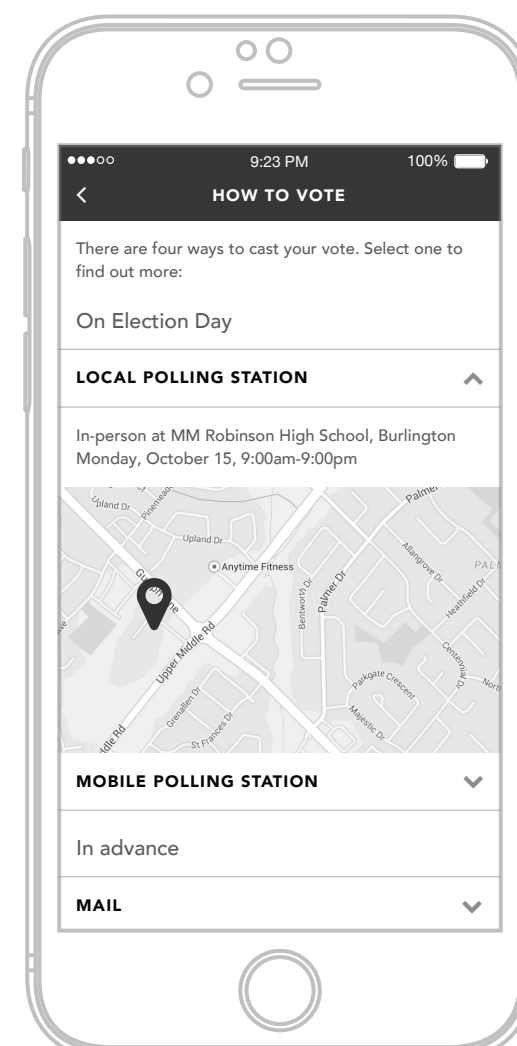 9:23 PM 100%
HOW TO VOTE
There are four ways to cast your vote. Select one to
find out more:
On Election Day
LOCAL POLLING STATION
In-person at MM Robinson High School, Burlington
Monday, October 15, 9:00am-9:00pm
Upland Dr
Palmer
Upland Dr
Anytime Fitness
Allangrove Dr
Heathfield Dr
Bentworth Dr
Palmer Dr
Upper Middle Rd
Centennial Dr
Parkgate Crescent
Grenallen Dr
Majestic Dr
St Frances Dr
MOBILE POLLING STATION
In advance
MAIL